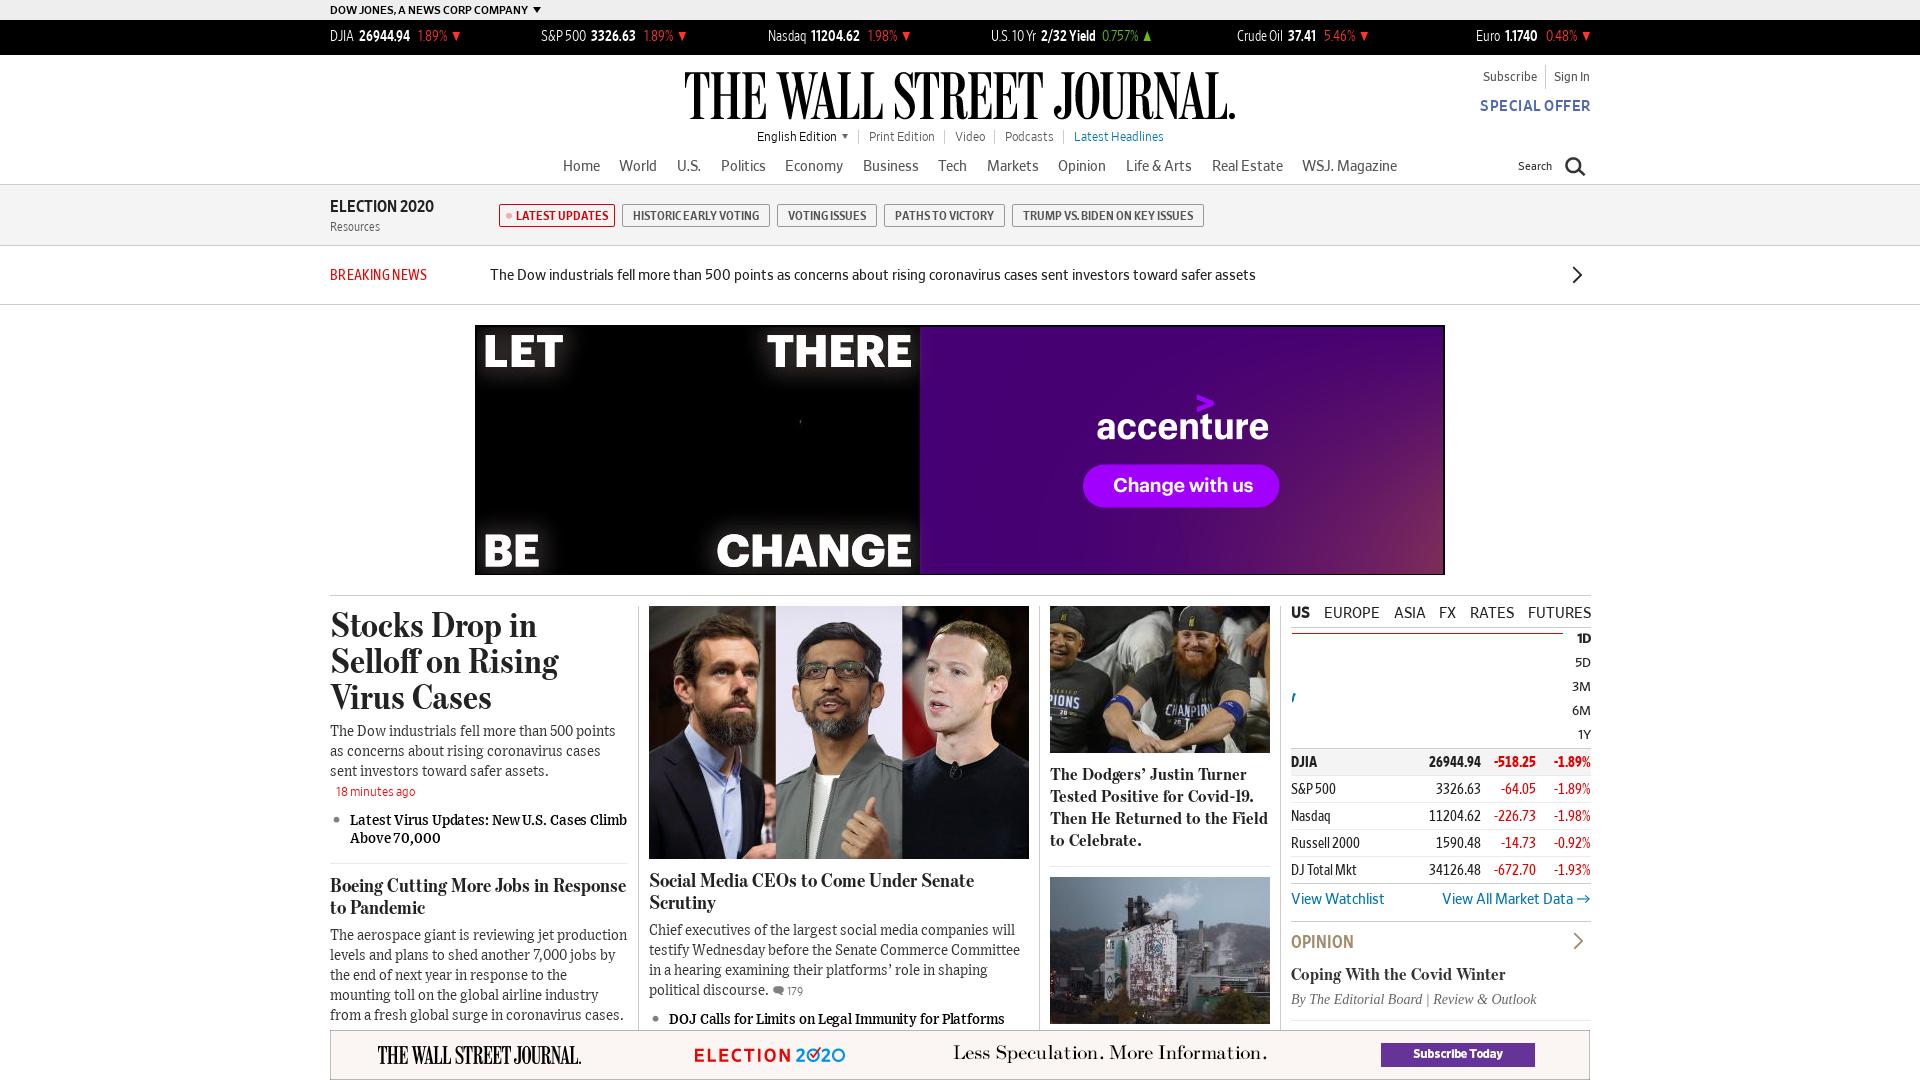 DOW JONES, A NEWS CORP COMPANY
DJIA 26944.94 1.89% S&P 500 3326.63 1.89% Nasdaq 11204.62 1.98% U.S. 10 Yr 2/32 Yield 0.757% Crude Oil 37.41 5.46% Euro 1.1740 0.48%
THE WALL STREET JOURNAL.
Subscribe Sign In
SPECIAL OFFER
English Edition Print Edition Video Podcasts Latest Headlines
Home World U.S. Politics Economy Business Tech Markets Opinion Life & Arts Real Estate WSJ. Magazine
Search
ELECTION 2020
Resources
LATEST UPDATES HISTORIC EARLY VOTING VOTING ISSUES PATHS TO VICTORY TRUMP VS. BIDEN ON KEY ISSUES
BREAKING NEWS The Dow industrials fell more than 500 points as concerns about rising coronavirus cases sent investors toward safer assets
LET THERE
BE CHANGE
>
accenture
Change with us
Stocks Drop in
Selloff on Rising
Virus Cases
The Dow industrials fell more than 500 points
as concerns about rising coronavirus cases
sent investors toward safer assets.
18 minutes ago
Latest Virus Updates: New U.S. Cases Climb
Above 70,000
Boeing Cutting More Jobs in Response
to Pandemic
The aerospace giant is reviewing jet production
levels and plans to shed another 7,000 jobs by
the end of next year in response to the
mounting toll on the global airline industry
from a fresh global surge in coronavirus cases.
Social Media CEOs to Come Under Senate
Scrutiny
Chief executives of the largest social media companies will
testify Wednesday before the Senate Commerce Committee
in a hearing examining their platforms’ role in shaping
political discourse. 179
DOJ Calls for Limits on Legal Immunity for Platforms
The Dodgers’ Justin Turner
Tested Positive for Covid-19.
Then He Returned to the Field
to Celebrate.
US EUROPE ASIA FX RATES FUTURES
1D
5D
3M
6M
1Y
DJIA 26944.94 -518.25 -1.89%
S&P 500 3326.63 -64.05 -1.89%
Nasdaq 11204.62 -226.73 -1.98%
Russell 2000 1590.48 -14.73 -0.92%
DJ Total Mkt 34126.48 -672.70 -1.93%
View Watchlist View All Market Data
OPINION
Coping With the Covid Winter
By The Editorial Board | Review & Outlook
THE WALL STREET JOURNAL. ELECTION 2020 Less Speculation. More Information. Subscribe Today